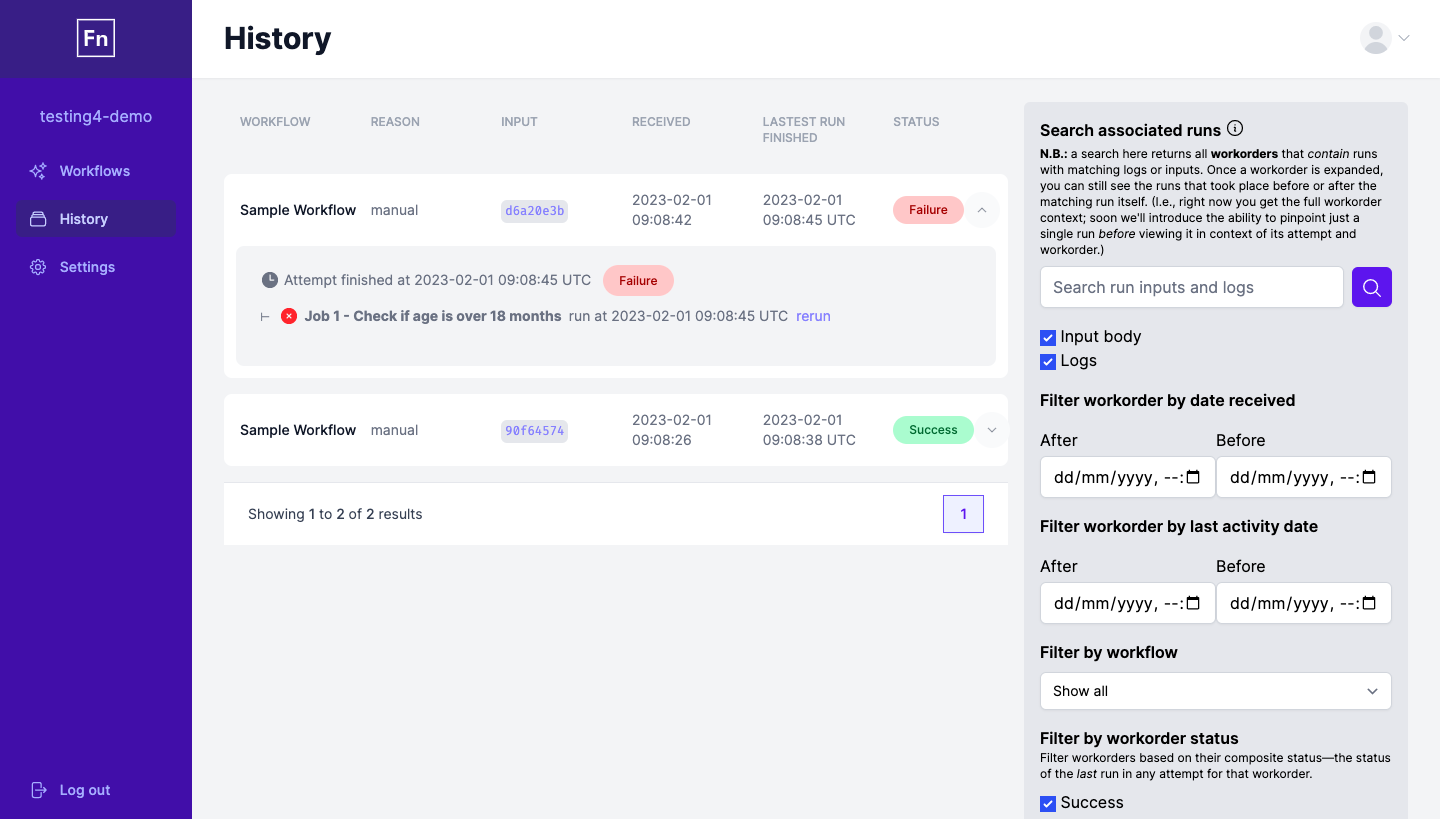 Fn
History
testing4-demo
Workflows
History
Settings
Log out
WORKFLOW REASON INPUT RECEIVED LASTEST RUN FINISHED STATUS
Sample Workflow manual d6a20e3b 2023-02-01 09:08:42 2023-02-01 09:08:45 UTC Failure
Attempt finished at 2023-02-01 09:08:45 UTC Failure
Job 1 - Check if age is over 18 months run at 2023-02-01 09:08:45 UTC rerun
Sample Workflow manual 90f64574 2023-02-01 09:08:26 2023-02-01 09:08:38 UTC Success
Showing 1 to 2 of 2 results 1
Search associated runs
N.B.: a search here returns all workorders that contain runs
with matching logs or inputs. Once a workorder is expanded,
you can still see the runs that took place before or after the
matching run itself. (I.e., right now you get the full workorder
context; soon we'll introduce the ability to pinpoint just a
single run before viewing it in context of its attempt and
workorder.)
Search run inputs and logs
Input body
Logs
Filter workorder by date received
After Before
dd/mm/yyyy, --: dd/mm/yyyy, --:
Filter workorder by last activity date
After Before
dd/mm/yyyy, --: dd/mm/yyyy, --:
Filter by workflow
Show all
Filter by workorder status
Filter workorders based on their composite status—the status
of the last run in any attempt for that workorder.
Success